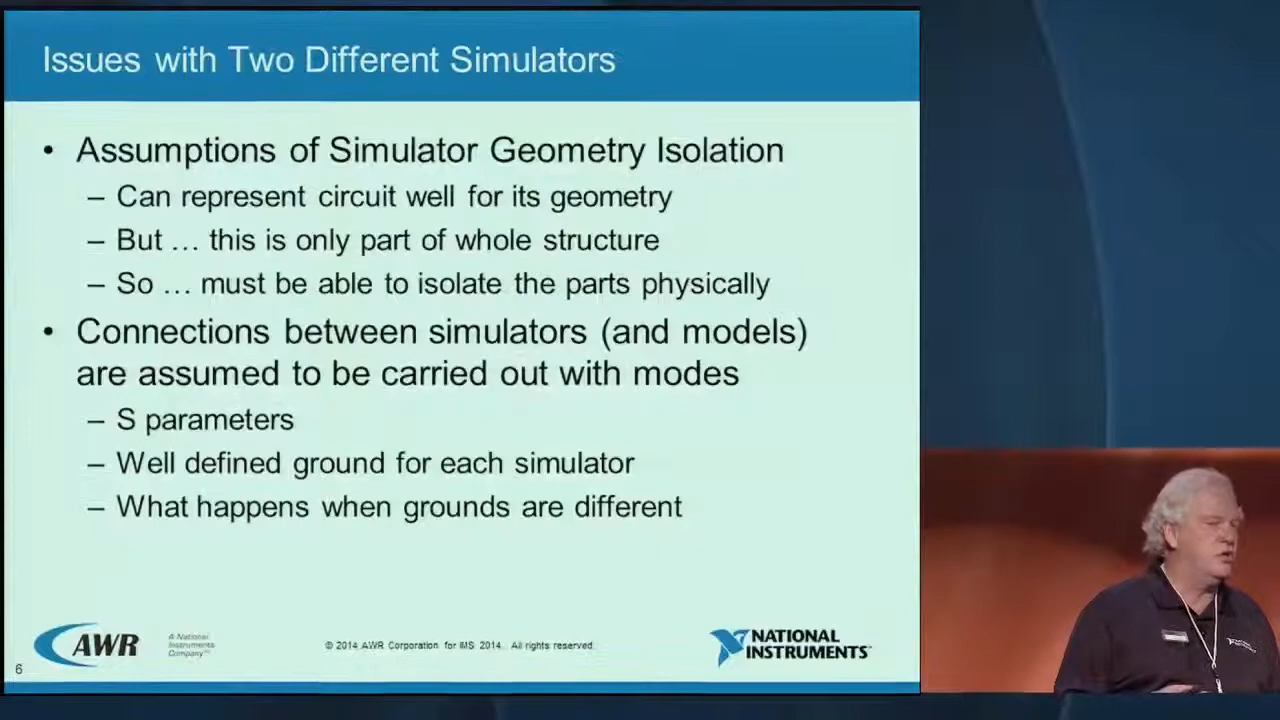 Issues with Two Different Simulators
• Assumptions of Simulator Geometry Isolation
– Can represent circuit well for its geometry
– But … this is only part of whole structure
– So … must be able to isolate the parts physically
• Connections between simulators (and models)
are assumed to be carried out with modes
– S parameters
– Well defined ground for each simulator
– What happens when grounds are different
AWR
A National
Instruments
Company™
© 2014 AWR Corporation for IMS 2014. All rights reserved.
NATIONAL
INSTRUMENTS™
6